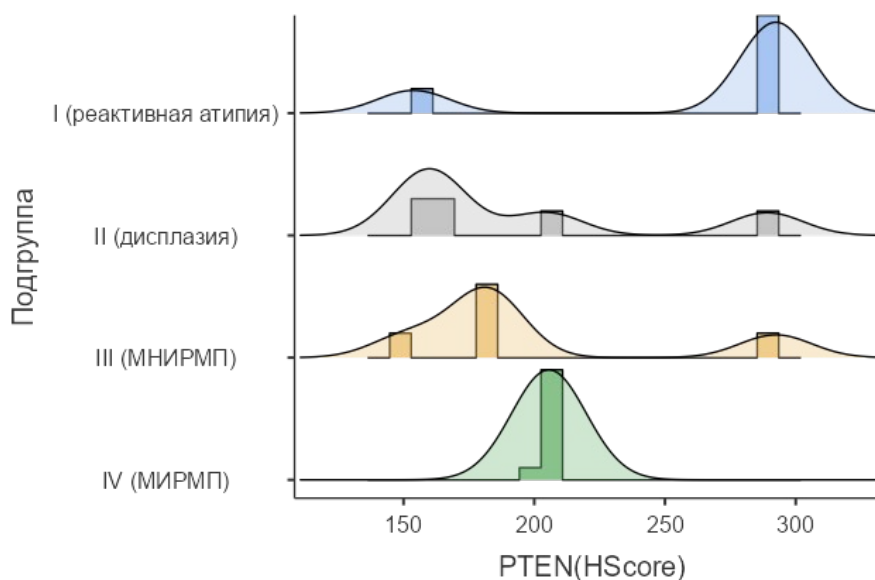 Подгруппа
I (реактивная атипия)
II (дисплазия)
III (МНИРМП)
IV (МИРМП)
150 200 250 300
PTEN(HScore)